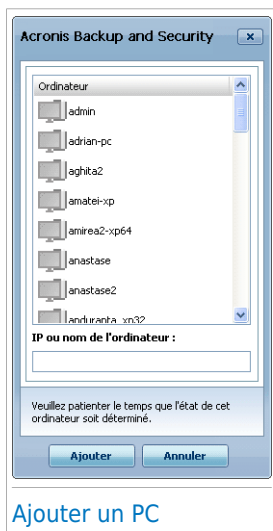 Acronis Backup and Security
Ordinateur
admin
adrian-pc
aghita2
amatei-xp
amirea2-xp64
anastase
anastase2
anduranta_xp32
IP ou nom de l'ordinateur :
Veuillez patienter le temps que l'état de cet
ordinateur soit déterminé.
Ajouter
Annuler
Ajouter un PC